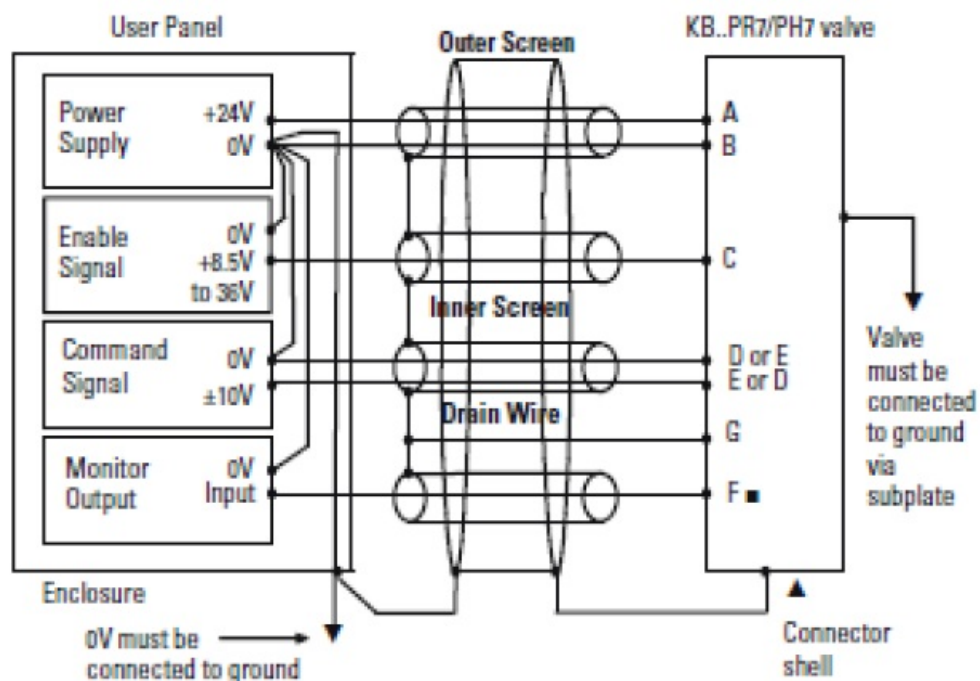 User Panel
Outer Screen
KB..PR7/PH7 valve
Power
Supply
+24V
0V
A
B
Enable
Signal
0V
+8.5V
to 36V
C
Inner Screen
Command
Signal
0V
±10V
D or E
E or D
Drain Wire
G
Monitor
Output
0V
Input
F ■
Valve
must be
connected
to ground
via
subplate
Enclosure
0V must be
connected to ground
Connector
shell